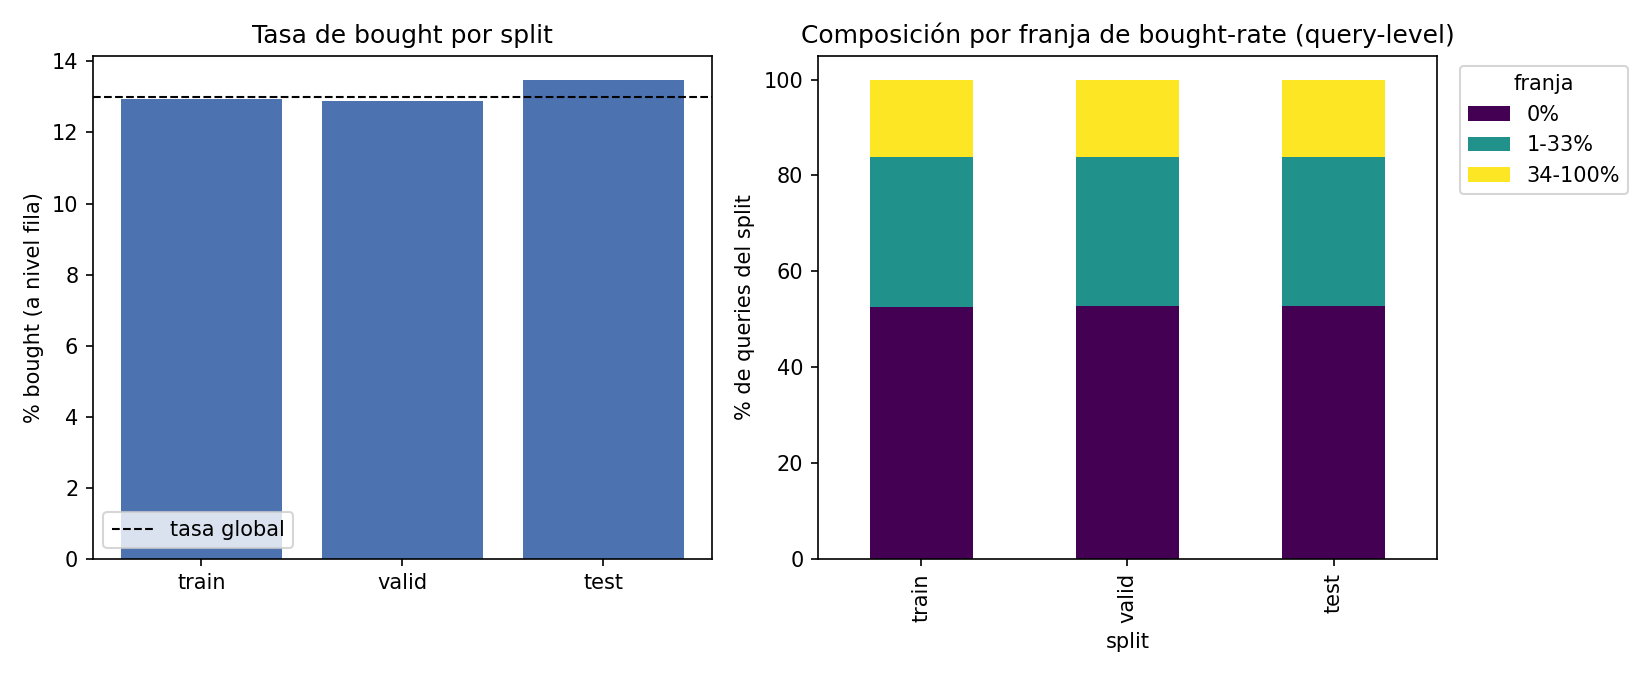 Tasa de bought por split
% bought (a nivel fila)
14
12
10
8
6
4
2
0
tasa global
train
valid
test
Composición por franja de bought-rate (query-level)
% de queries del split
100
80
60
40
20
0
train
valid
test
split
franja
0%
1-33%
34-100%